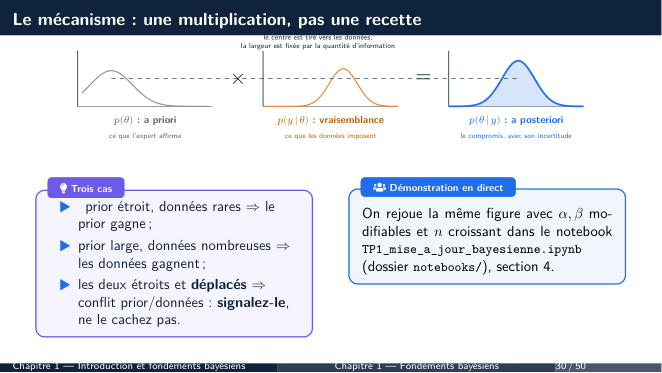 Le mécanisme : une multiplication, pas une recette
le centre est tiré vers les données,
la largeur est fixée par la quantité d'information
× =
p(θ) : a priori
ce que l'expert affirme
p(y | θ) : vraisemblance
ce que les données imposent
p(θ | y) : a posteriori
le compromis, avec son incertitude
Trois cas
▶ prior étroit, données rares ⇒ le
prior gagne ;
▶ prior large, données nombreuses ⇒
les données gagnent ;
▶ les deux étroits et déplacés ⇒
conflit prior/données : signalez-le,
ne le cachez pas.
Démonstration en direct
On rejoue la même figure avec α, β mo-
difiables et n croissant dans le notebook
TP1_mise_a_jour_bayesienne.ipynb
(dossier notebooks/), section 4.
Chapitre 1 — Introduction et fondements bayésiens
Chapitre 1 — Fondements bayésiens
30 / 50